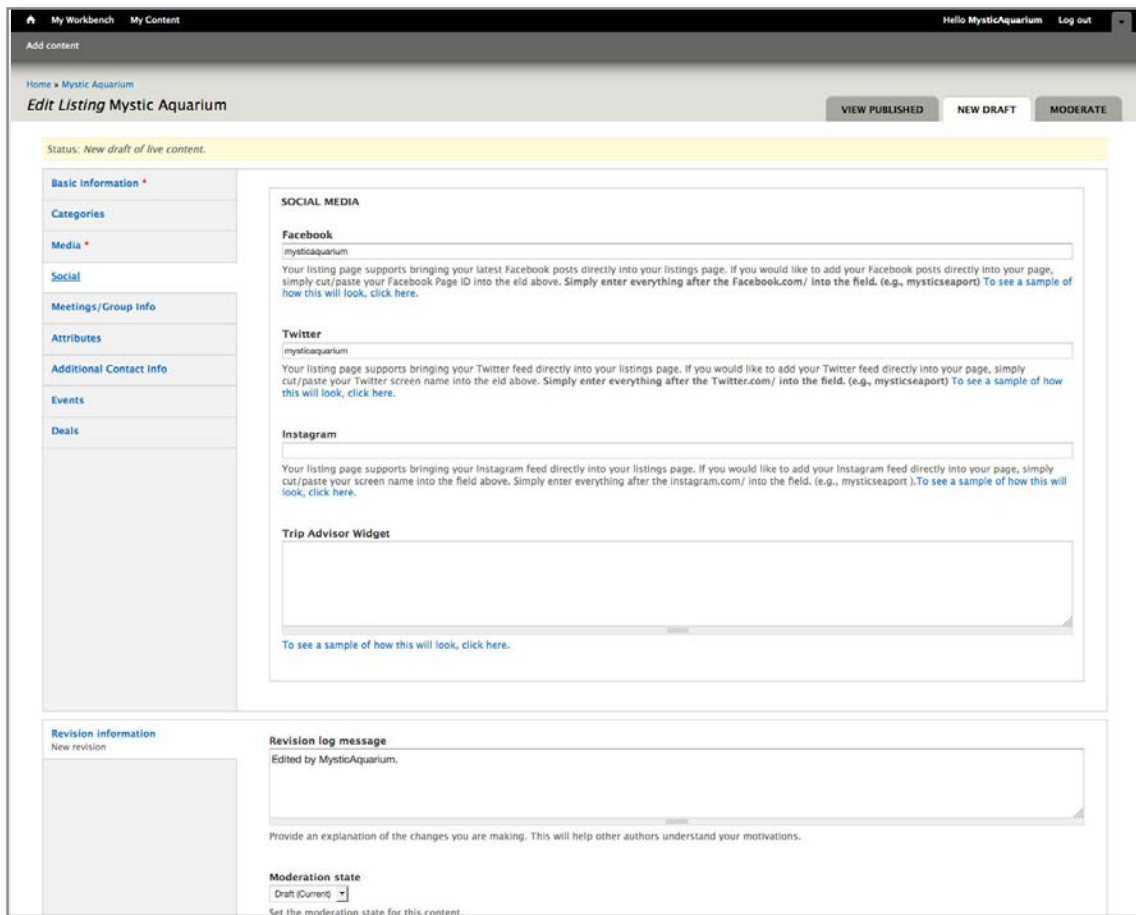 My Workbench My Content
Hello MysticAquarium Log out
Add content
Home » Mystic Aquarium
Edit Listing Mystic Aquarium
VIEW PUBLISHED NEW DRAFT MODERATE
Status: New draft of live content.
Basic Information *
Categories
Media *
Social
Meetings/Group Info
Attributes
Additional Contact Info
Events
Deals
SOCIAL MEDIA
Facebook
mysticaquarium
Your listing page supports bringing your latest Facebook posts directly into your listings page. If you would like to add your Facebook posts directly into your page,
simply cut/paste your Facebook Page ID into the eld above. Simply enter everything after the Facebook.com/ into the field. (e.g., mysticseaport) To see a sample of
how this will look, click here.
Twitter
mysticaquarium
Your listing page supports bringing your Twitter feed directly into your listings page. If you would like to add your Twitter feed directly into your page, simply
cut/paste your Twitter screen name into the eld above. Simply enter everything after the Twitter.com/ into the field. (e.g., mysticseaport) To see a sample of how
this will look, click here.
Instagram
Your listing page supports bringing your Instagram feed directly into your listings page. If you would like to add your Instagram feed directly into your page, simply
cut/paste your screen name into the field above. Simply enter everything after the instagram.com/ into the field. (e.g., mysticseaport ).To see a sample of how this will
look, click here.
Trip Advisor Widget
To see a sample of how this will look, click here.
Revision information
New revision
Revision log message
Edited by MysticAquarium.
Provide an explanation of the changes you are making. This will help other authors understand your motivations.
Moderation state
Draft (Current)
Set the moderation state for this content.